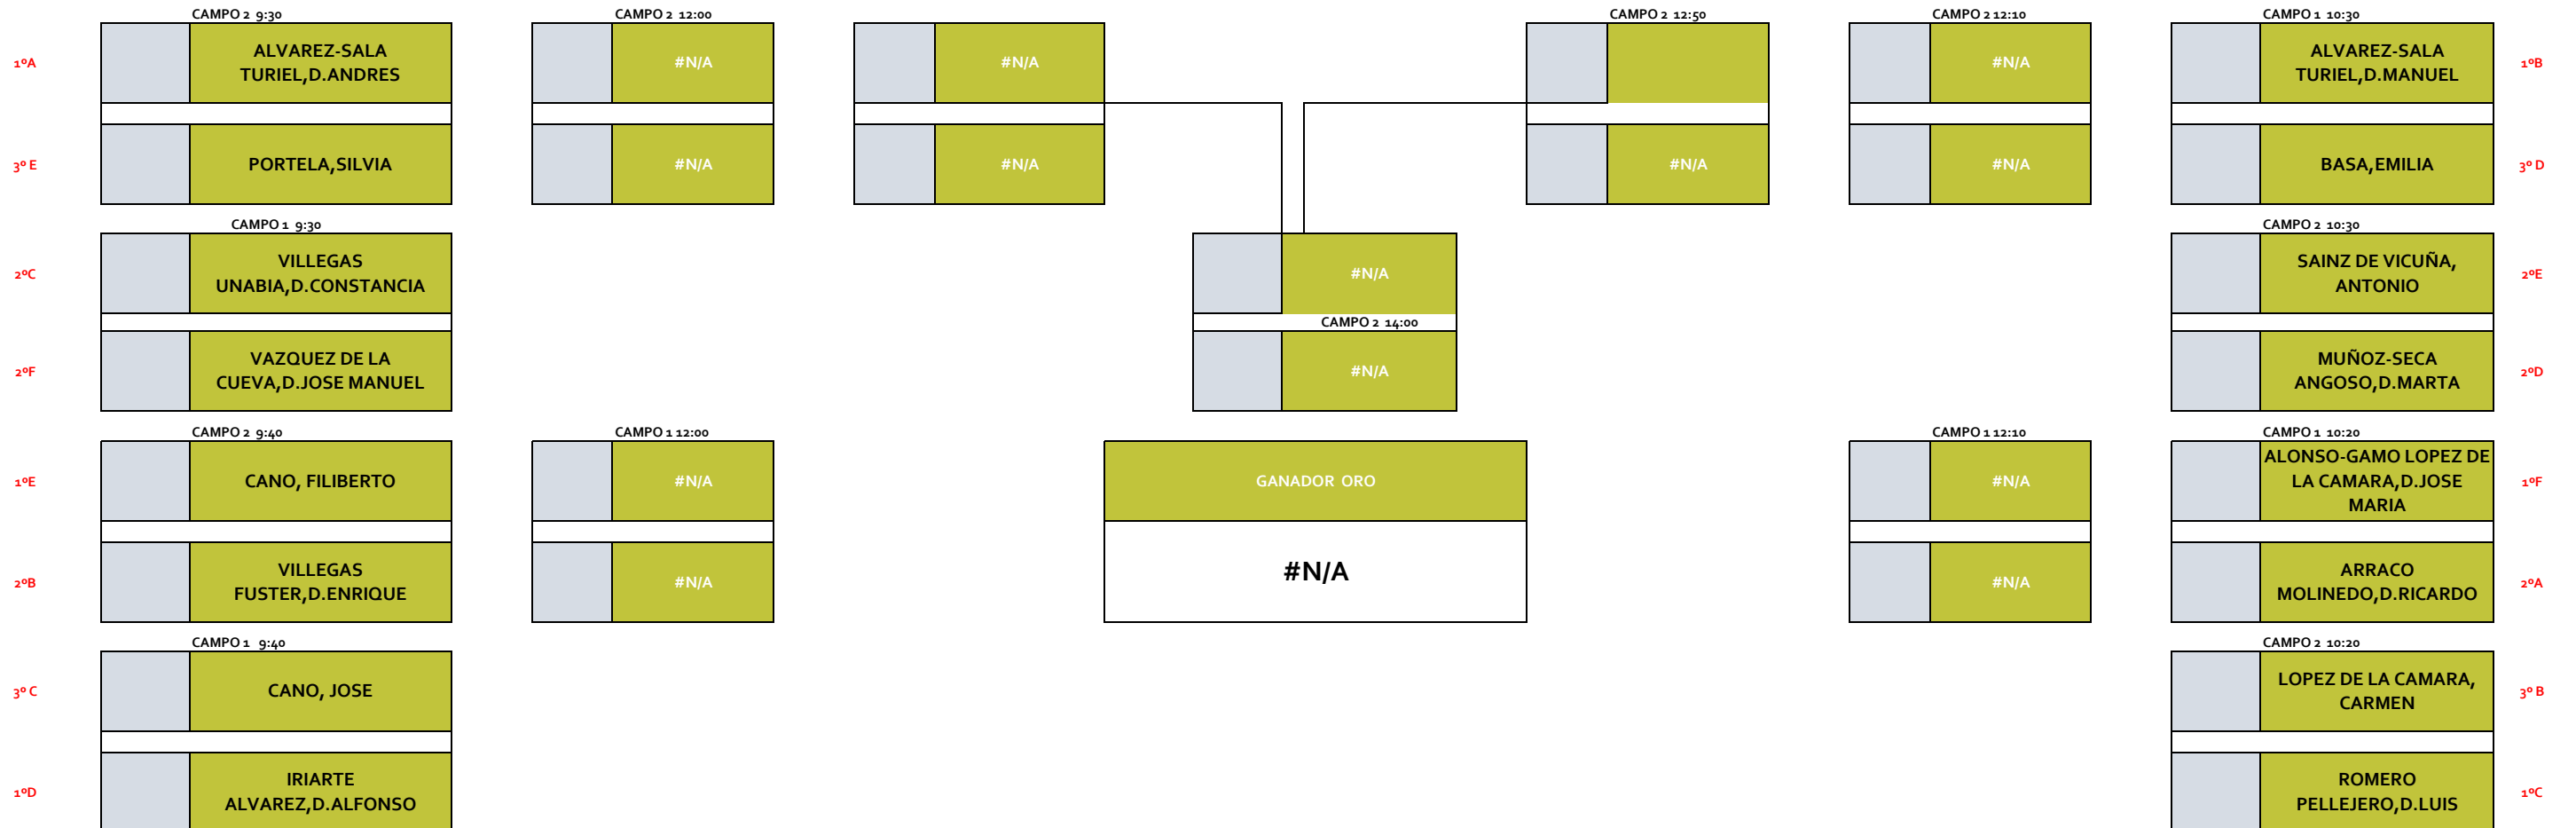 CAMPO 2 9:30
CAMPO 2 12:00
CAMPO 2 12:50
CAMPO 2 12:10
CAMPO 1 10:30
1ºA
ALVAREZ-SALA
TURIEL,D.ANDRES
#N/A
#N/A
#N/A
ALVAREZ-SALA
TURIEL,D.MANUEL
1ºB
3º E
PORTELA,SILVIA
#N/A
#N/A
#N/A
#N/A
BASA,EMILIA
3º D
CAMPO 1 9:30
CAMPO 2 10:30
2ºC
VILLEGAS
UNABIA,D.CONSTANCIA
#N/A
SAINZ DE VICUÑA,
ANTONIO
2ºE
CAMPO 2 14:00
2ºF
VAZQUEZ DE LA
CUEVA,D.JOSE MANUEL
#N/A
MUÑOZ-SECA
ANGOSO,D.MARTA
2ºD
CAMPO 2 9:40
CAMPO 1 12:00
CAMPO 1 12:10
CAMPO 1 10:20
1ºE
CANO, FILIBERTO
#N/A
GANADOR ORO
#N/A
ALONSO-GAMO LOPEZ DE
LA CAMARA,D.JOSE
MARIA
1ºF
2ºB
VILLEGAS
FUSTER,D.ENRIQUE
#N/A
#N/A
#N/A
ARRACO
MOLINEDO,D.RICARDO
2ºA
CAMPO 1 9:40
CAMPO 2 10:20
3º C
CANO, JOSE
LOPEZ DE LA CAMARA,
CARMEN
3º B
1ºD
IRIARTE
ALVAREZ,D.ALFONSO
ROMERO
PELLEJERO,D.LUIS
1ºC